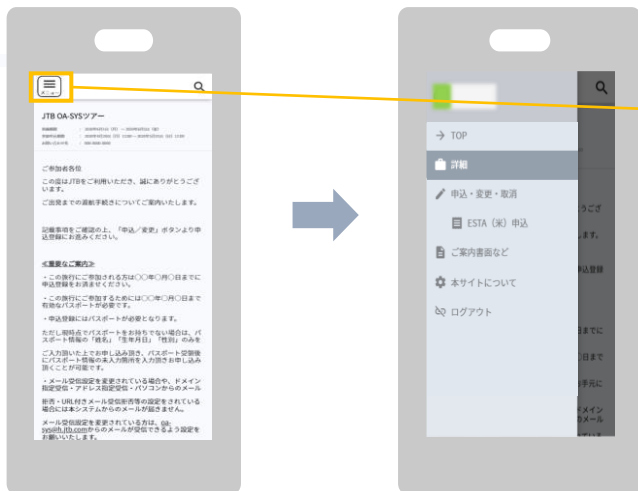 メニュー
JTB OA-SYSツアー
ご参加者各位
この度はJTBをご利用いただき、誠にありがとうござ
います。
ご出発までの渡航手続きについてご案内いたします。
記載事項をご確認の上、「申込／変更」ボタンより申
込登録にお進みください。
≪重要なご案内≫
・この旅行にご参加される方は〇〇年〇月〇日までに
申込登録をお済ませください。
・この旅行にご参加するためには〇〇年〇月〇日まで
有効なパスポートが必要です。
・申込登録にはパスポートが必要となります。
ただし現時点でパスポートをお持ちでない場合は、パ
スポート情報の「姓名」「生年月日」「性別」のみを
ご入力頂いた上でお申し込み頂き、パスポート受領後
にパスポート情報の未入力箇所を入力頂きお申し込み
頂くことが可能です。
・メール受信設定を変更されている場合や、ドメイン
指定受信・アドレス指定受信・パソコンからのメール
拒否・URL付きメール受信拒否等の設定をされている
場合には本システムからのメールが届きません。
メール受信設定を変更されている方は、oa-
sys@h.jtb.comからのメールが受信できるよう設定を
お願いいたします。
TOP
詳細
申込・変更・取消
ESTA（米）申込
ご案内書面など
本サイトについて
ログアウト